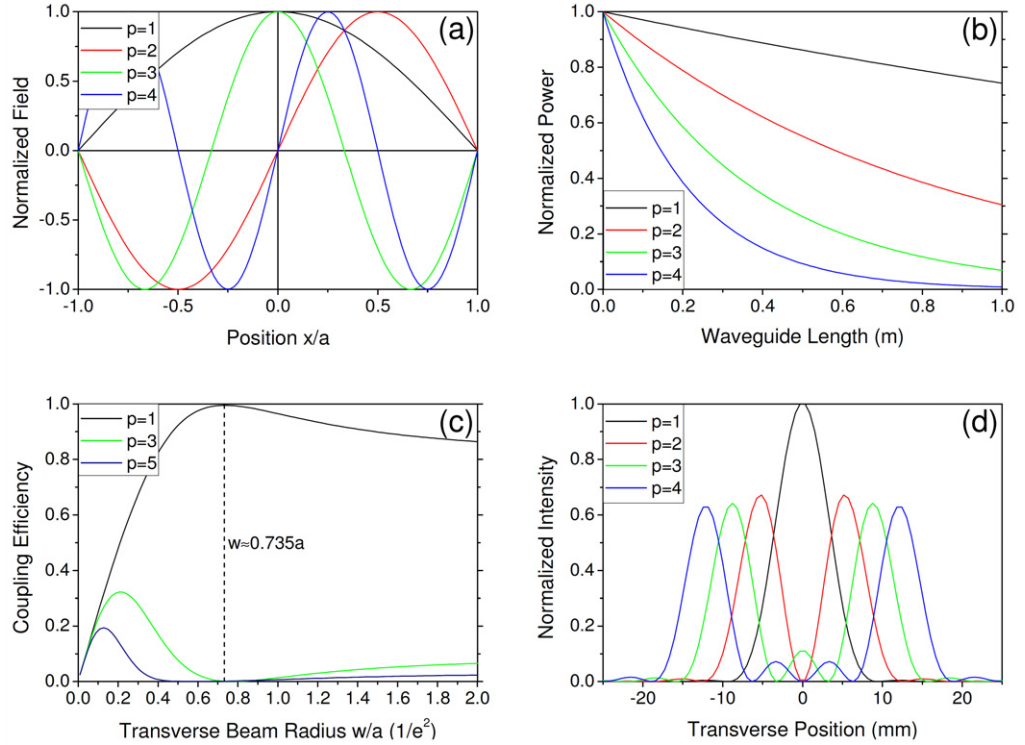 (a)
p=1
p=2
p=3
p=4
1.0
0.5
0.0
-0.5
-1.0
Normalized Field
-1.0 -0.5 0.0 0.5 1.0
Position x/a
(b)
1.0
0.8
0.6
0.4
0.2
0.0
Normalized Power
p=1
p=2
p=3
p=4
0.0 0.2 0.4 0.6 0.8 1.0
Waveguide Length (m)
(c)
p=1
p=3
p=5
1.0
0.8
0.6
0.4
0.2
0.0
Coupling Efficiency
w≈0.735a
0.0 0.2 0.4 0.6 0.8 1.0 1.2 1.4 1.6 1.8 2.0
Transverse Beam Radius w/a (1/e²)
(d)
p=1
p=2
p=3
p=4
1.0
0.8
0.6
0.4
0.2
0.0
Normalized Intensity
-20 -10 0 10 20
Transverse Position (mm)